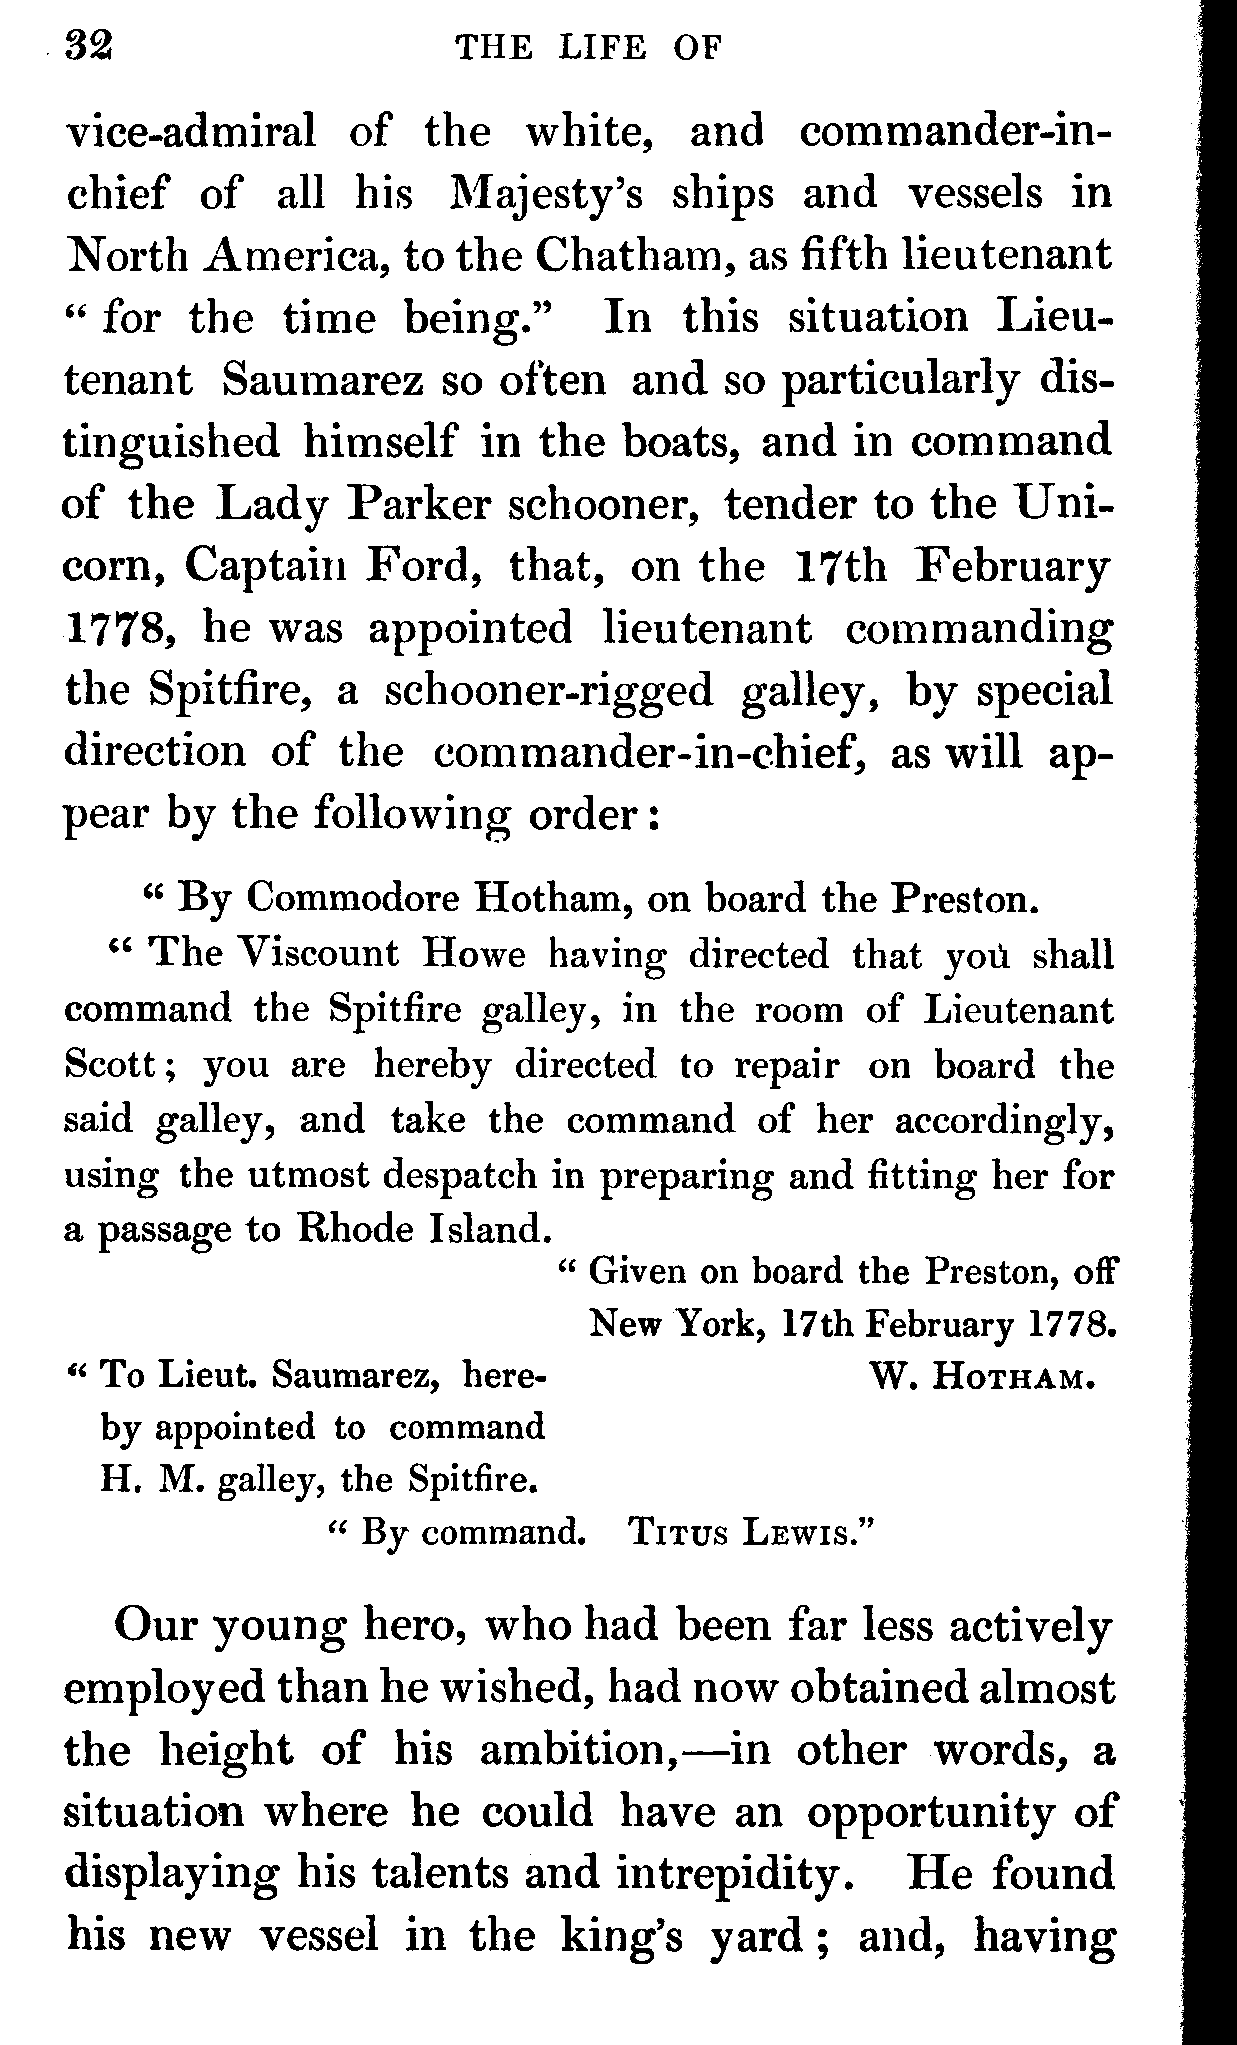 32 THE LIFE OF
vice-admiral of the white, and commander-in-
chief of all his Majesty's ships and vessels in
North America, to the Chatham, as fifth lieutenant
“ for the time being.” In this situation Lieu-
tenant Saumarez so often and so particularly dis-
tinguished himself in the boats, and in command
of the Lady Parker schooner, tender to the Uni-
corn, Captain Ford, that, on the 17th February
1778, he was appointed lieutenant commanding
the Spitfire, a schooner-rigged galley, by special
direction of the commander-in-chief, as will ap-
pear by the following order :
“ By Commodore Hotham, on board the Preston.
“ The Viscount Howe having directed that you shall
command the Spitfire galley, in the room of Lieutenant
Scott ; you are hereby directed to repair on board the
said galley, and take the command of her accordingly,
using the utmost despatch in preparing and fitting her for
a passage to Rhode Island.
“ Given on board the Preston, off
New York, 17th February 1778.
“ To Lieut. Saumarez, here- W. HOTHAM.
by appointed to command
H. M. galley, the Spitfire.
“ By command. TITUS LEWIS.”
Our young hero, who had been far less actively
employed than he wished, had now obtained almost
the height of his ambition,—in other words, a
situation where he could have an opportunity of
displaying his talents and intrepidity. He found
his new vessel in the king's yard ; and, having